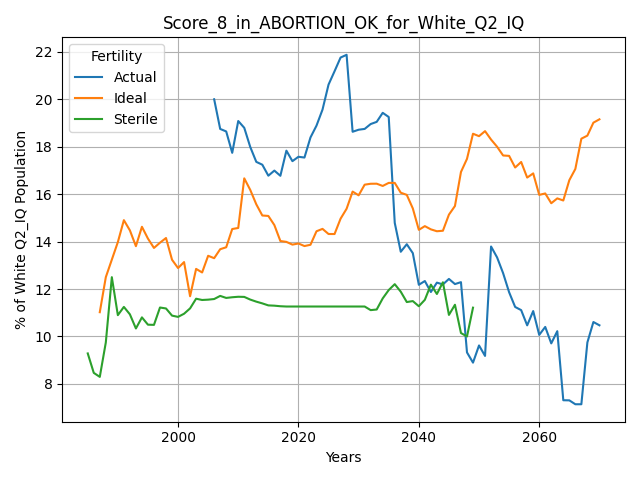 Score_8_in_ABORTION_OK_for_White_Q2_IQ
Fertility
Actual
Ideal
Sterile
% of White Q2_IQ Population
22
20
18
16
14
12
10
8
2000 2020 2040 2060
Years